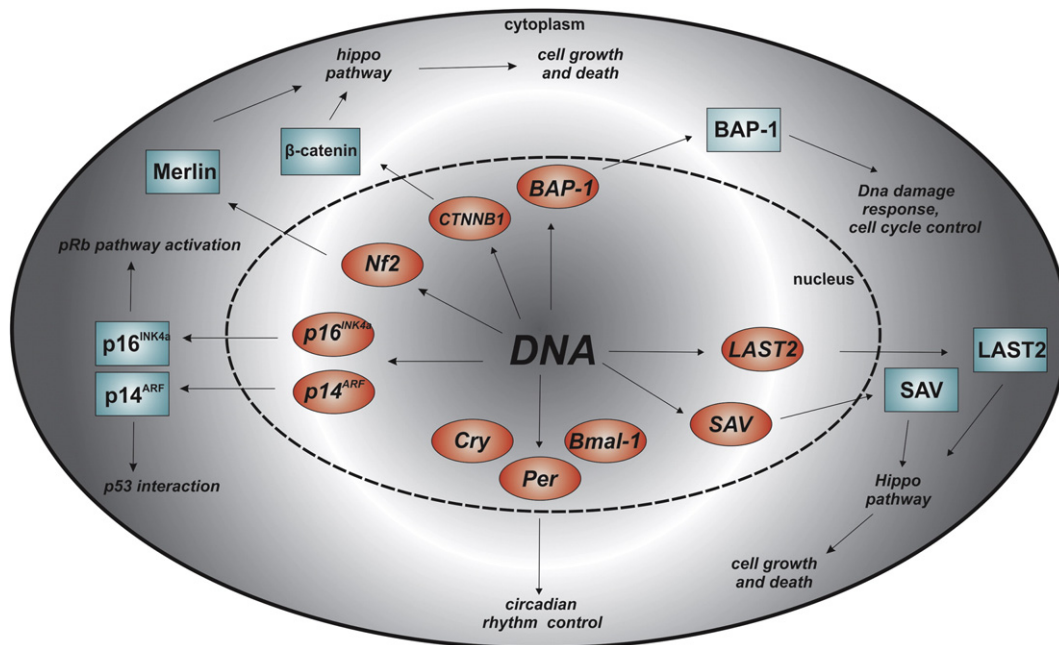 cytoplasm
hippo
pathway
cell growth
and death
BAP-1
β-catenin
Merlin
BAP-1
Dna damage
response,
cell cycle control
CTNNB1
pRb pathway activation
Nf2
nucleus
p16INK4a
p16INK4a
DNA
LAST2
LAST2
p14ARF
p14ARF
SAV
SAV
Cry
Bmal-1
Per
p53 interaction
Hippo
pathway
cell growth
and death
circadian
rhythm control